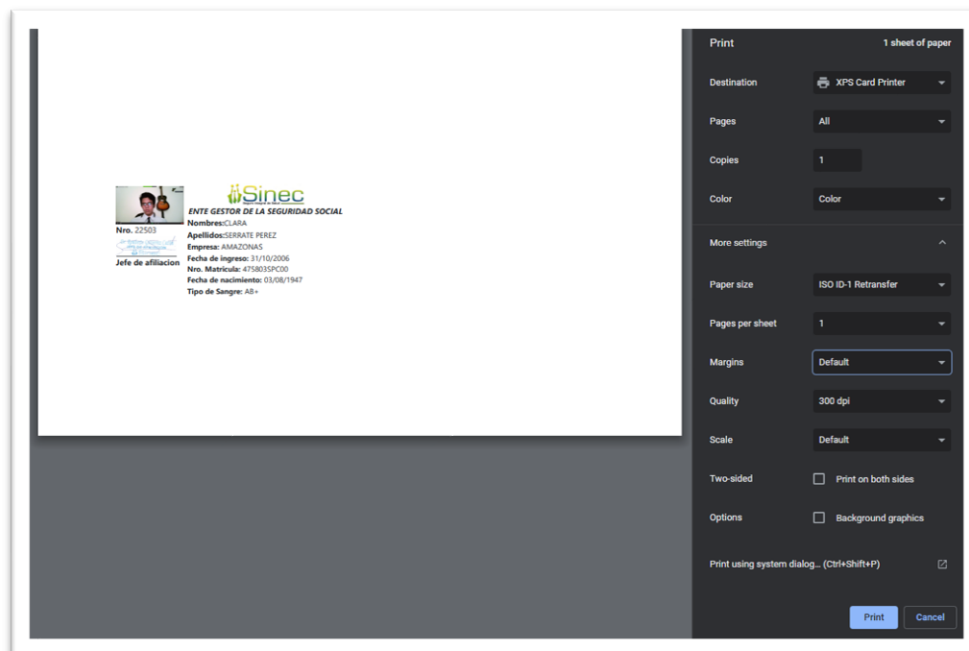 Print 1 sheet of paper
Destination XPS Card Printer
Pages All
Copies 1
Color Color
More settings
Paper size ISO ID-1 Retransfer
Pages per sheet 1
Margins Default
Quality 300 dpi
Scale Default
Two-sided Print on both sides
Options Background graphics
Print using system dialog... (Ctrl+Shift+P)
Print Cancel
Sinec
ENTE GESTOR DE LA SEGURIDAD SOCIAL
Nro. 22503
Jefe de afiliacion
Nombres:CLARA
Apellidos:SERRATE PEREZ
Empresa: AMAZONAS
Fecha de ingreso: 31/10/2006
Nro. Matrícula: 475803SPC00
Fecha de nacimiento: 03/08/1947
Tipo de Sangre: AB+